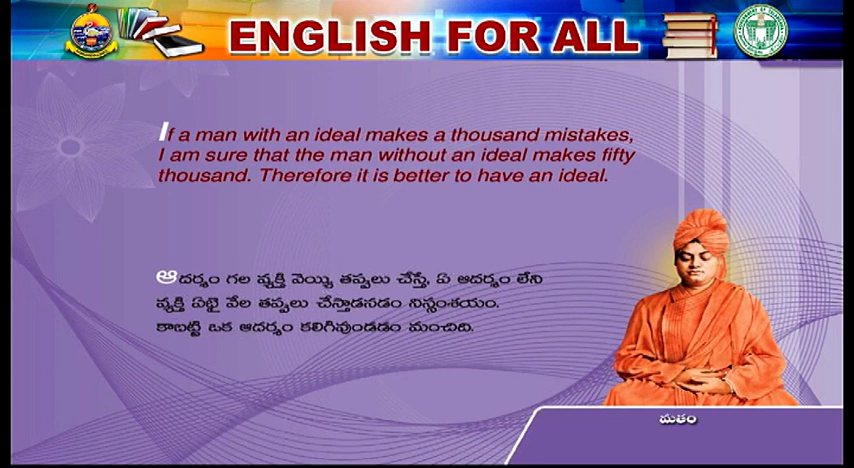 ENGLISH FOR ALL
If a man with an ideal makes a thousand mistakes,
I am sure that the man without an ideal makes fifty
thousand. Therefore it is better to have an ideal.
ఆదర్శం గల వ్యక్తి వెయ్యి తప్పులు చేస్తే, ఏ ఆదర్శం లేని
వ్యక్తి ఏభై వేల తప్పులు చేస్తాడనడం నిస్సంశయం.
కాబట్టి ఒక ఆదర్శం కలిగివుండడం మంచిది.
మతం